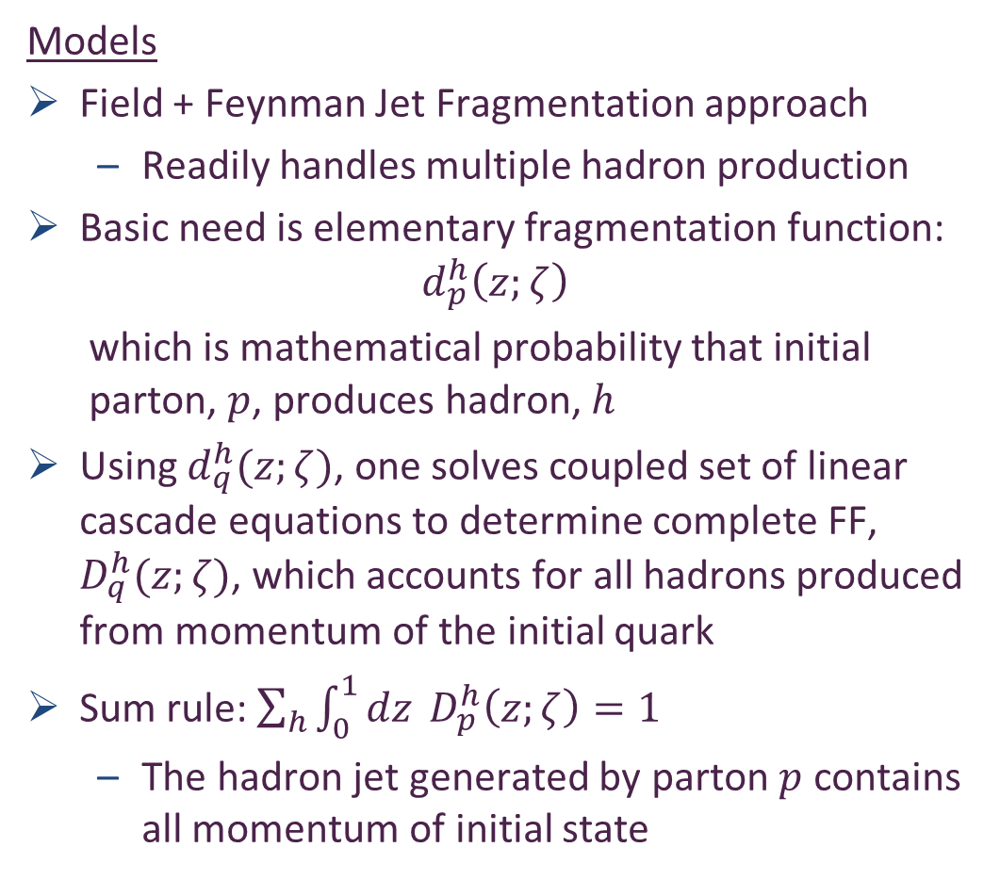 Models
➢ Field + Feynman Jet Fragmentation approach
– Readily handles multiple hadron production
➢ Basic need is elementary fragmentation function:
$d_p^h(z; \zeta)$
which is mathematical probability that initial
parton, $p$, produces hadron, $h$
➢ Using $d_q^h(z; \zeta)$, one solves coupled set of linear
cascade equations to determine complete FF,
$D_q^h(z; \zeta)$, which accounts for all hadrons produced
from momentum of the initial quark
➢ Sum rule: $\sum_h \int_0^1 dz \, D_p^h(z; \zeta) = 1$
– The hadron jet generated by parton $p$ contains
all momentum of initial state